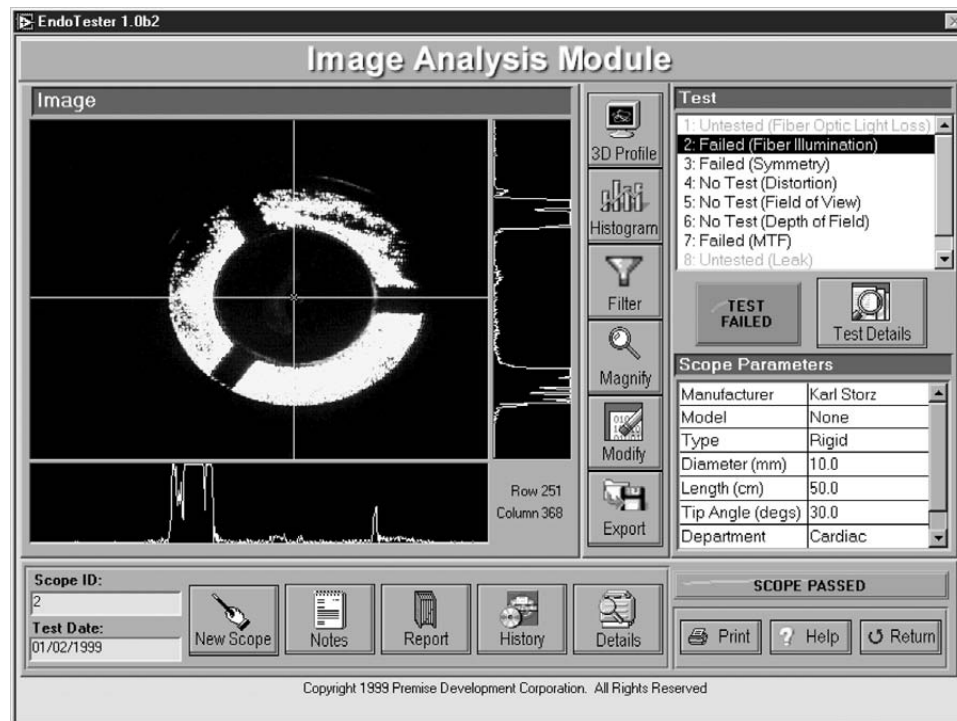 EndoTester 1.0b2
Image Analysis Module
Image
3D Profile
Histogram
Filter
Magnify
Modify
Export
Row 251
Column 368
Test
1: Untested (Fiber Optic Light Loss)
2: Failed (Fiber Illumination)
3: Failed (Symmetry)
4: No Test (Distortion)
5: No Test (Field of View)
6: No Test (Depth of Field)
7: Failed (MTF)
8: Untested (Leak)
TEST
FAILED
Test Details
Scope Parameters
Manufacturer Karl Storz
Model None
Type Rigid
Diameter (mm) 10.0
Length (cm) 50.0
Tip Angle (degs) 30.0
Department Cardiac
Scope ID:
2
Test Date:
01/02/1999
New Scope
Notes
Report
History
Details
SCOPE PASSED
Print
Help
Return
Copyright 1999 Premise Development Corporation. All Rights Reserved